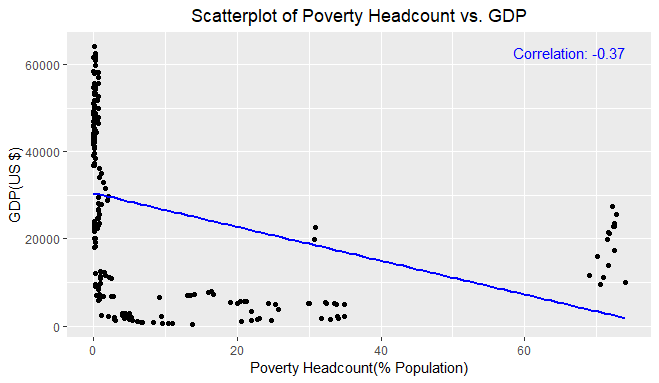 Scatterplot of Poverty Headcount vs. GDP
Correlation: -0.37
GDP(US $)
60000
40000
20000
0
0
20
40
60
Poverty Headcount(% Population)